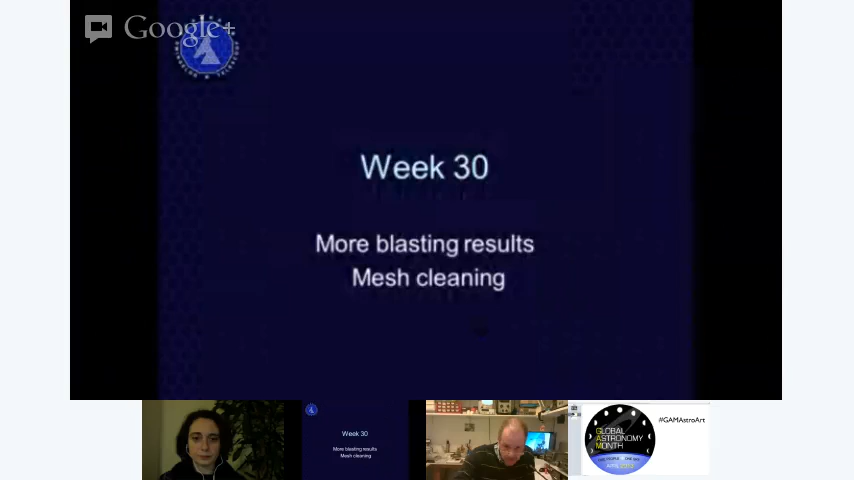 Google+
Week 30
More blasting results
Mesh cleaning
Week 30
More blasting results
Mesh cleaning
#GAMAstroArt
GLOBAL
ASTRONOMY
MONTH